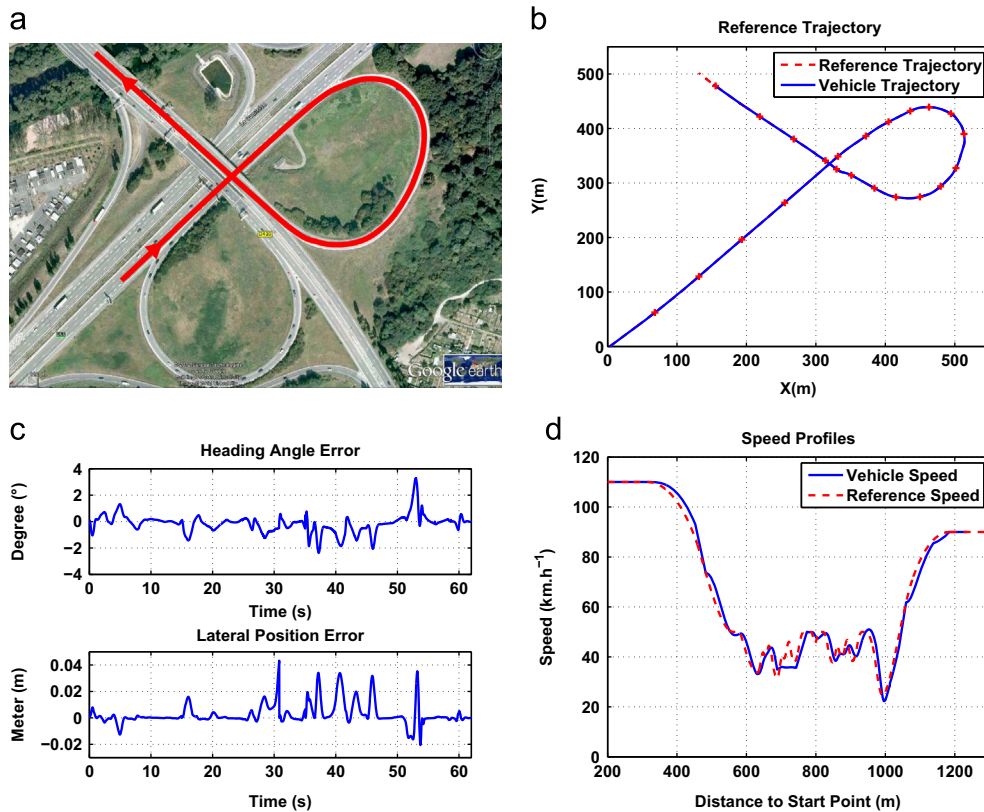 a
Google earth
b
Reference Trajectory
Reference Trajectory
Vehicle Trajectory
Y(m)
500
400
300
200
100
0
0 100 200 300 400 500
X(m)
c
Heading Angle Error
Degree (°)
4
2
0
−2
−4
0 10 20 30 40 50 60
Time (s)
Lateral Position Error
Meter (m)
0.04
0.02
0
−0.02
0 10 20 30 40 50 60
Time (s)
d
Speed Profiles
Vehicle Speed
Reference Speed
Speed (km.h⁻¹)
120
100
80
60
40
20
0
200 400 600 800 1000 1200
Distance to Start Point (m)